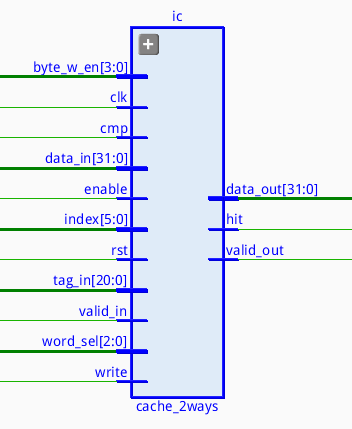 ic
byte_w_en[3:0]
clk
cmp
data_in[31:0]
enable
data_out[31:0]
index[5:0]
hit
rst
valid_out
tag_in[20:0]
valid_in
word_sel[2:0]
write
cache_2ways